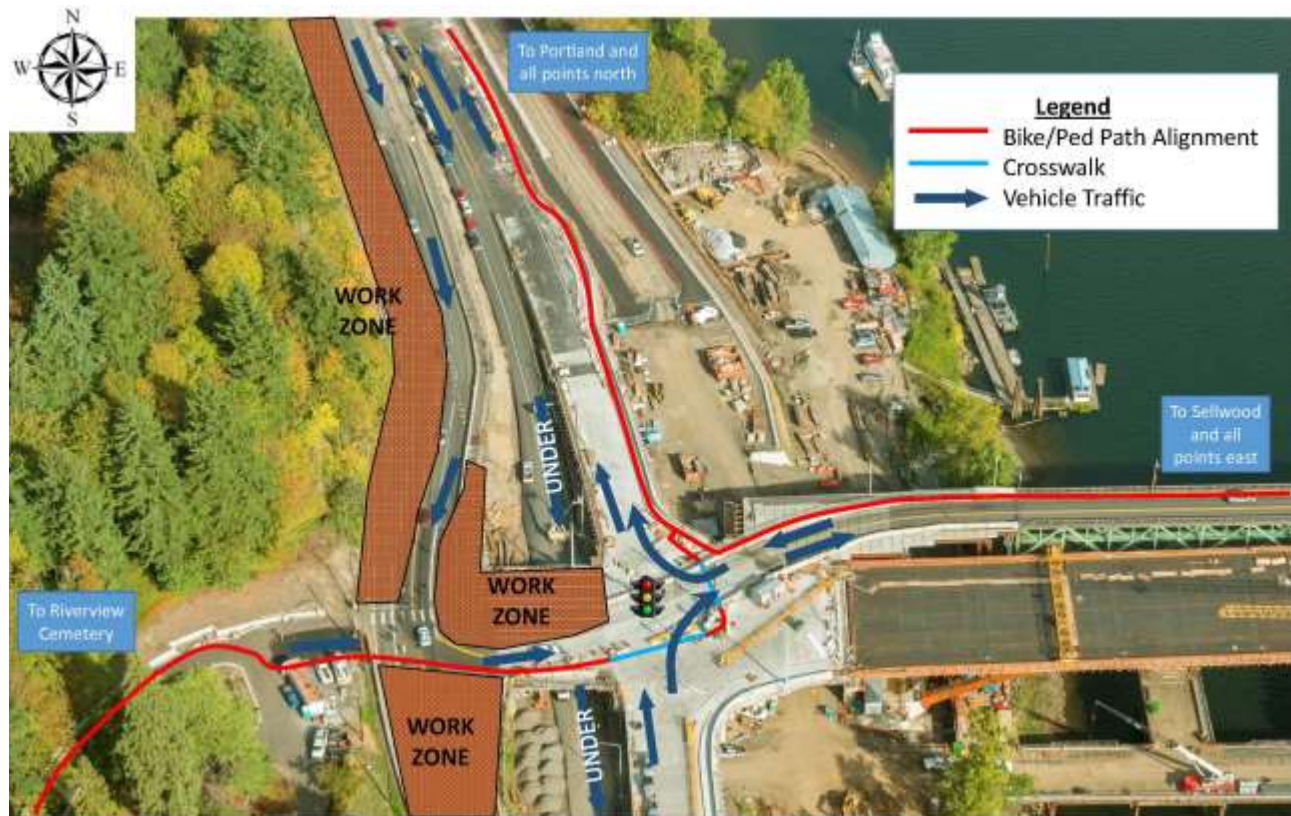 N
W E
S
To Portland and
all points north
Legend
Bike/Ped Path Alignment
Crosswalk
Vehicle Traffic
WORK
ZONE
UNDER
To Sellwood
and all
points east
WORK
ZONE
To Riverview
Cemetery
WORK
ZONE
UNDER